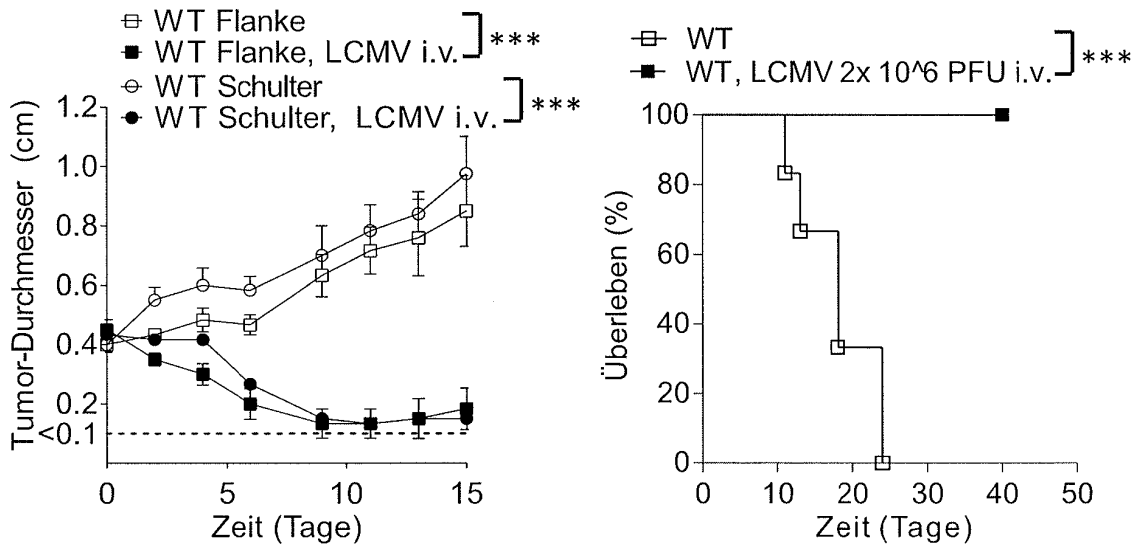 WT Flanke
WT Flanke, LCMV i.v.
***
WT Schulter
WT Schulter, LCMV i.v.
***
Tumor-Durchmesser (cm)
1.2
1.0
0.8
0.6
0.4
0.2
<0.1
0
5
10
15
Zeit (Tage)
WT
WT, LCMV 2x 10^6 PFU i.v.
***
Überleben (%)
100
80
60
40
20
0
0
10
20
30
40
50
Zeit (Tage)